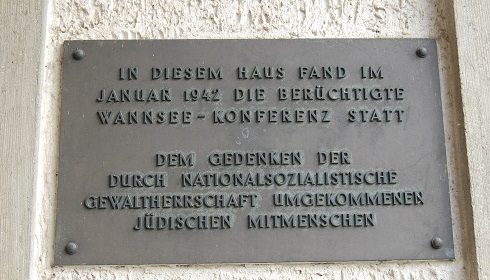 IN DIESEM HAUS FAND IM
JANUAR 1942 DIE BERÜCHTIGTE
WANNSEE-KONFERENZ STATT
DEM GEDENKEN DER
DURCH NATIONALSOZIALISTISCHE
GEWALTHERRSCHAFT UMGEKOMMENEN
JÜDISCHEN MITMENSCHEN